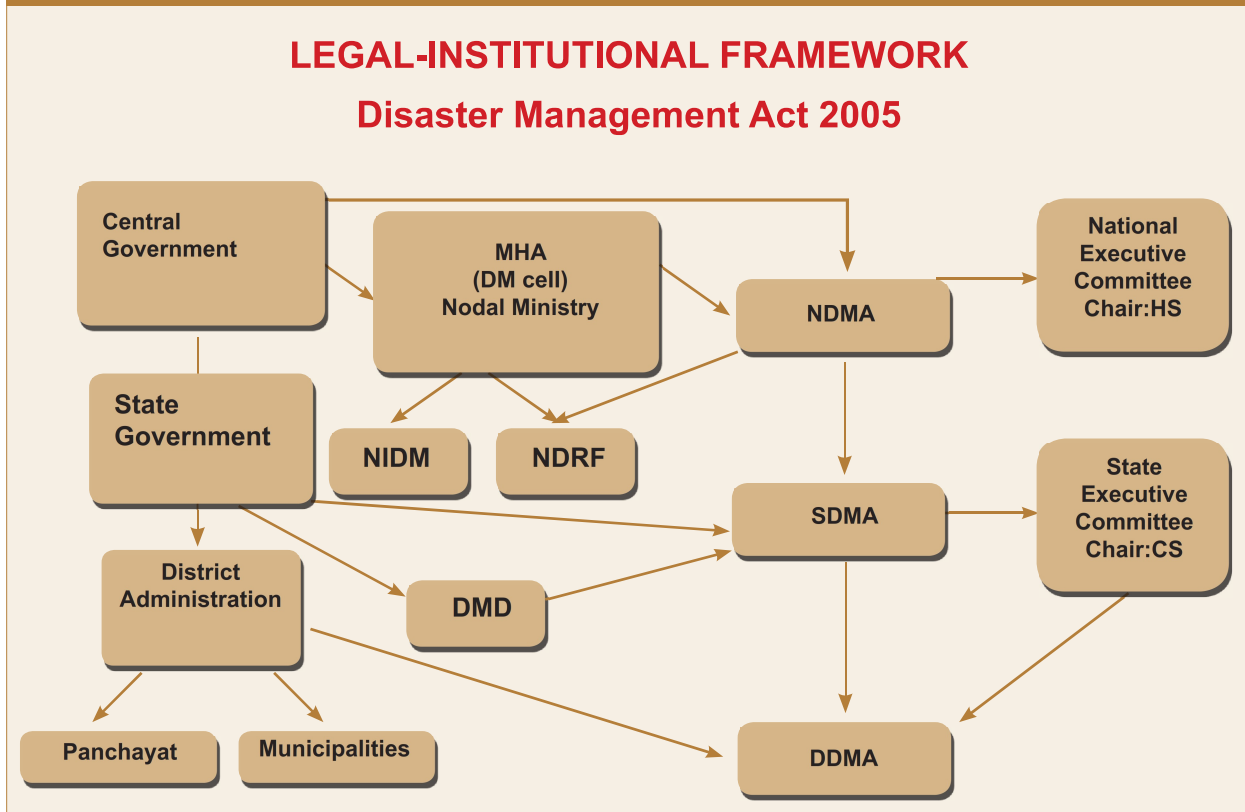 LEGAL-INSTITUTIONAL FRAMEWORK
Disaster Management Act 2005
Central
Government
MHA
(DM cell)
Nodal Ministry
NDMA
National
Executive
Committee
Chair:HS
State
Government
NIDM
NDRF
SDMA
State
Executive
Committee
Chair:CS
District
Administration
DMD
Panchayat
Municipalities
DDMA